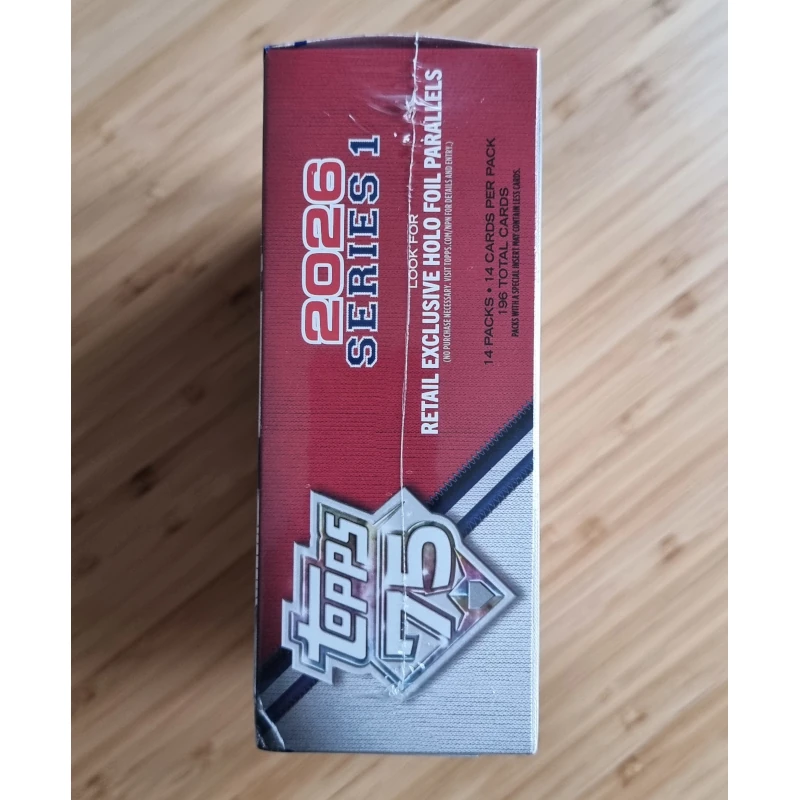 2026
SERIES 1
LOOK FOR
RETAIL EXCLUSIVE HOLO FOIL PARALLELS
(NO PURCHASE NECESSARY. VISIT TOPPS.COM/NPN FOR DETAILS AND ENTRY.)
14 PACKS • 14 CARDS PER PACK
196 TOTAL CARDS
PACKS WITH A SPECIAL INSERT MAY CONTAIN LESS CARDS.
topps
75